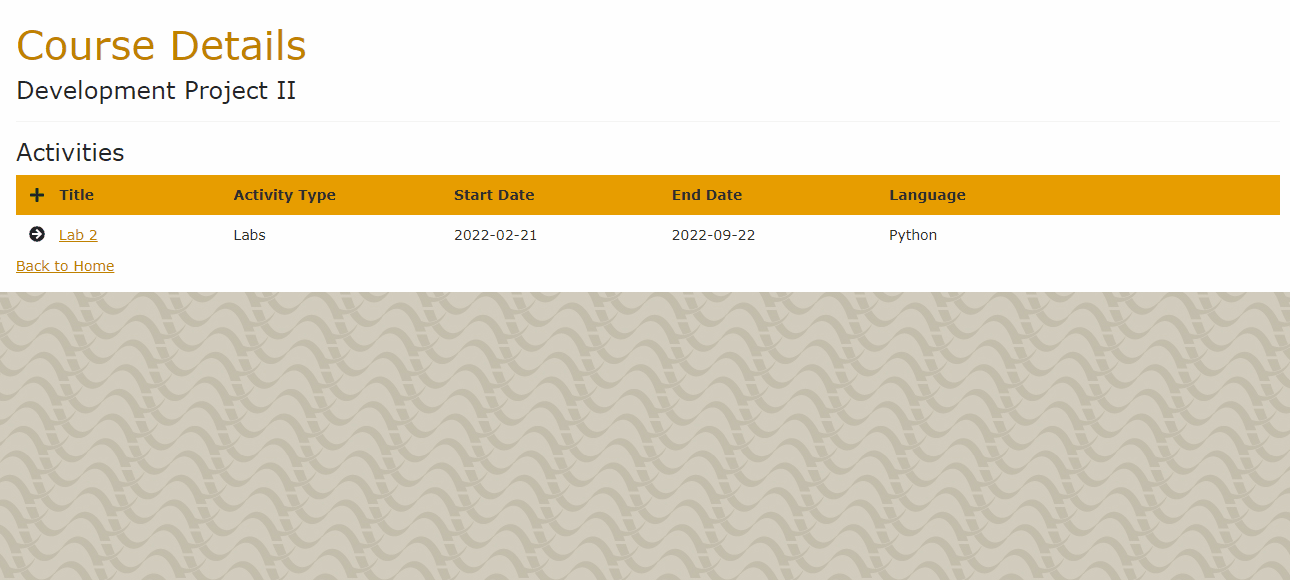 Course Details
Development Project II
Activities
Title Activity Type Start Date End Date Language
Lab 2 Labs 2022-02-21 2022-09-22 Python
Back to Home